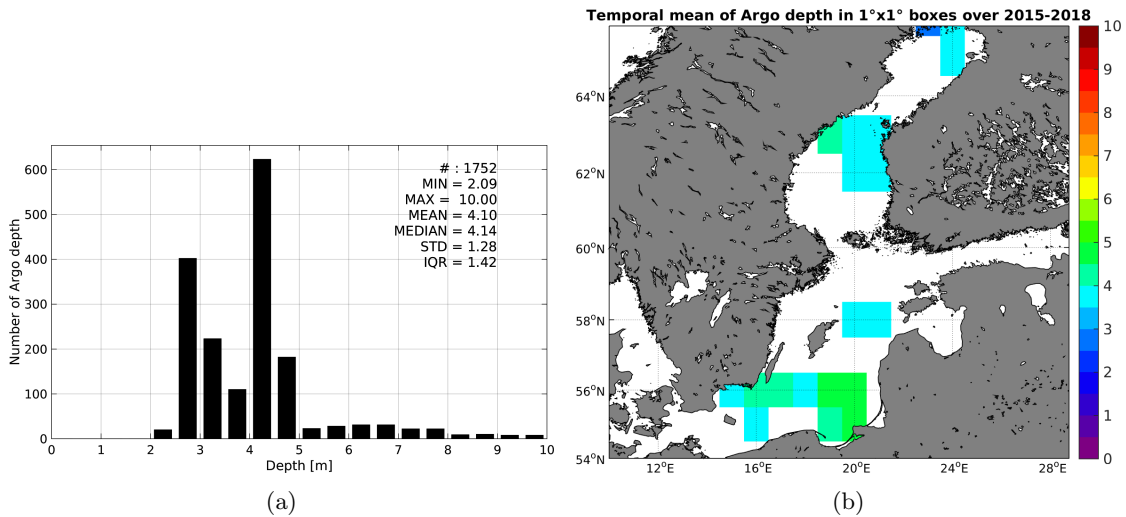 Temporal mean of Argo depth in 1°x1° boxes over 2015-2018
600
500
400
300
200
100
0
Number of Argo depth
# : 1752
MIN = 2.09
MAX = 10.00
MEAN = 4.10
MEDIAN = 4.14
STD = 1.28
IQR = 1.42
0 1 2 3 4 5 6 7 8 9 10
Depth [m]
(a)
64°N
62°N
60°N
58°N
56°N
54°N
12°E 16°E 20°E 24°E 28°E
10
9
8
7
6
5
4
3
2
1
0
(b)